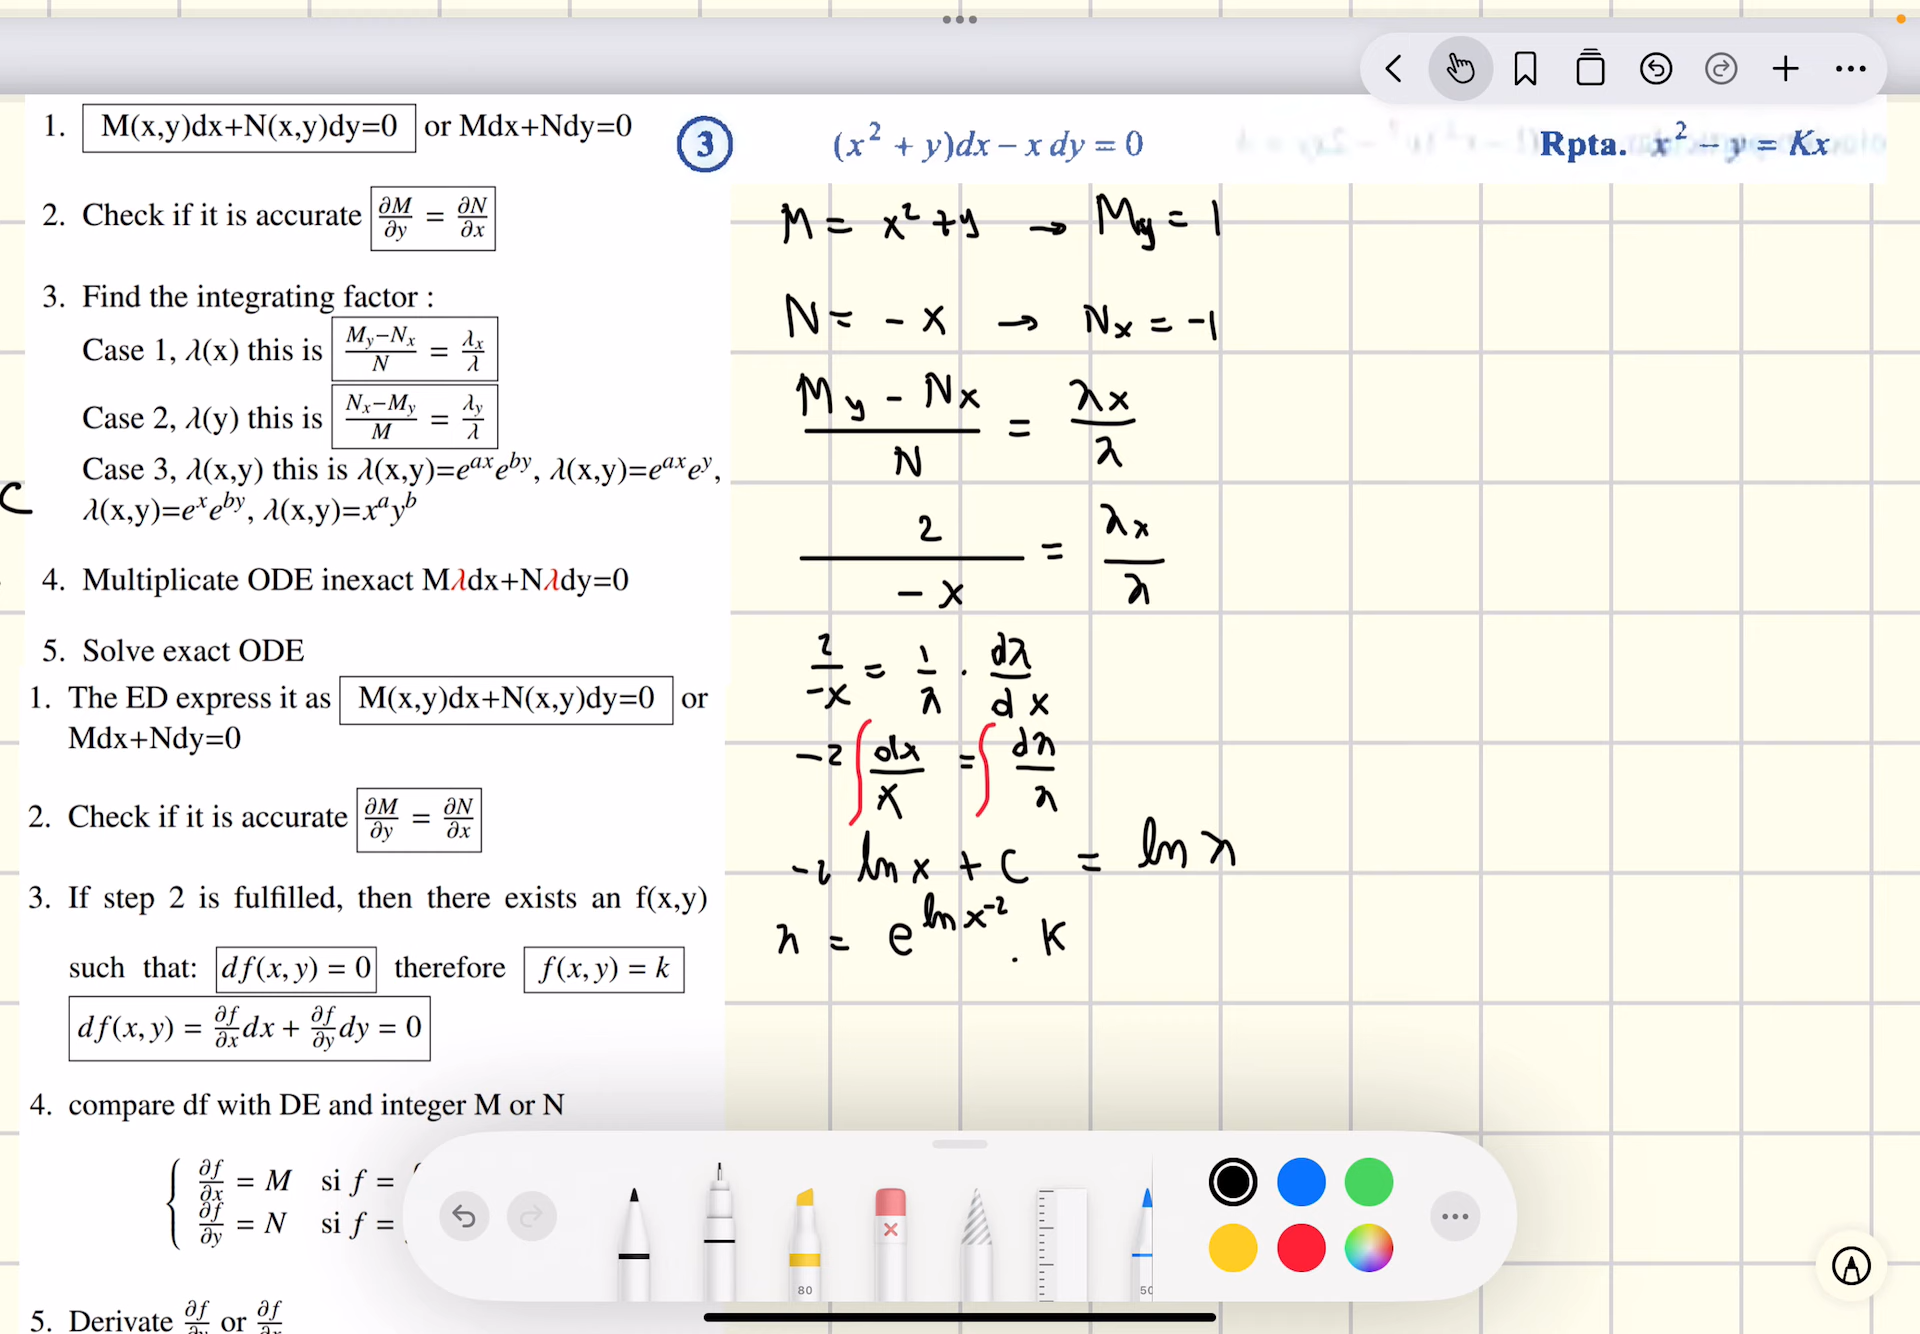 1. M(x,y)dx+N(x,y)dy=0 or Mdx+Ndy=0
2. Check if it is accurate ∂M/∂y = ∂N/∂x
3. Find the integrating factor :
Case 1, λ(x) this is (My−Nx)/N = λx/λ
Case 2, λ(y) this is (Nx−My)/M = λy/λ
Case 3, λ(x,y) this is λ(x,y)=e^{ax}e^{by}, λ(x,y)=e^{ax}e^{y},
λ(x,y)=e^{x}e^{by}, λ(x,y)=x^{a}y^{b}
C
4. Multiplicate ODE inexact Mλdx+Nλdy=0
5. Solve exact ODE
1. The ED express it as M(x,y)dx+N(x,y)dy=0 or
Mdx+Ndy=0
2. Check if it is accurate ∂M/∂y = ∂N/∂x
3. If step 2 is fulfilled, then there exists an f(x,y)
such that: df(x, y) = 0 therefore f(x, y) = k
df(x, y) = ∂f/∂x dx + ∂f/∂y dy = 0
4. compare df with DE and integer M or N
∂f/∂x = M si f =
∂f/∂y = N si f =
5. Derivate ∂f/∂y or ∂f/∂x
3 (x² + y)dx − x dy = 0 Rpta. x² − y = Kx
M = x² + y → My = 1
N = - x → Nx = -1
(My - Nx)/N = λx/λ
2/(- x) = λx/λ
2/-x = 1/λ . dλ/dx
-2 ∫ dx/x = ∫ dλ/λ
-2 ln x + C = ln λ
λ = e^{ln x^{-2}} . K
80
50